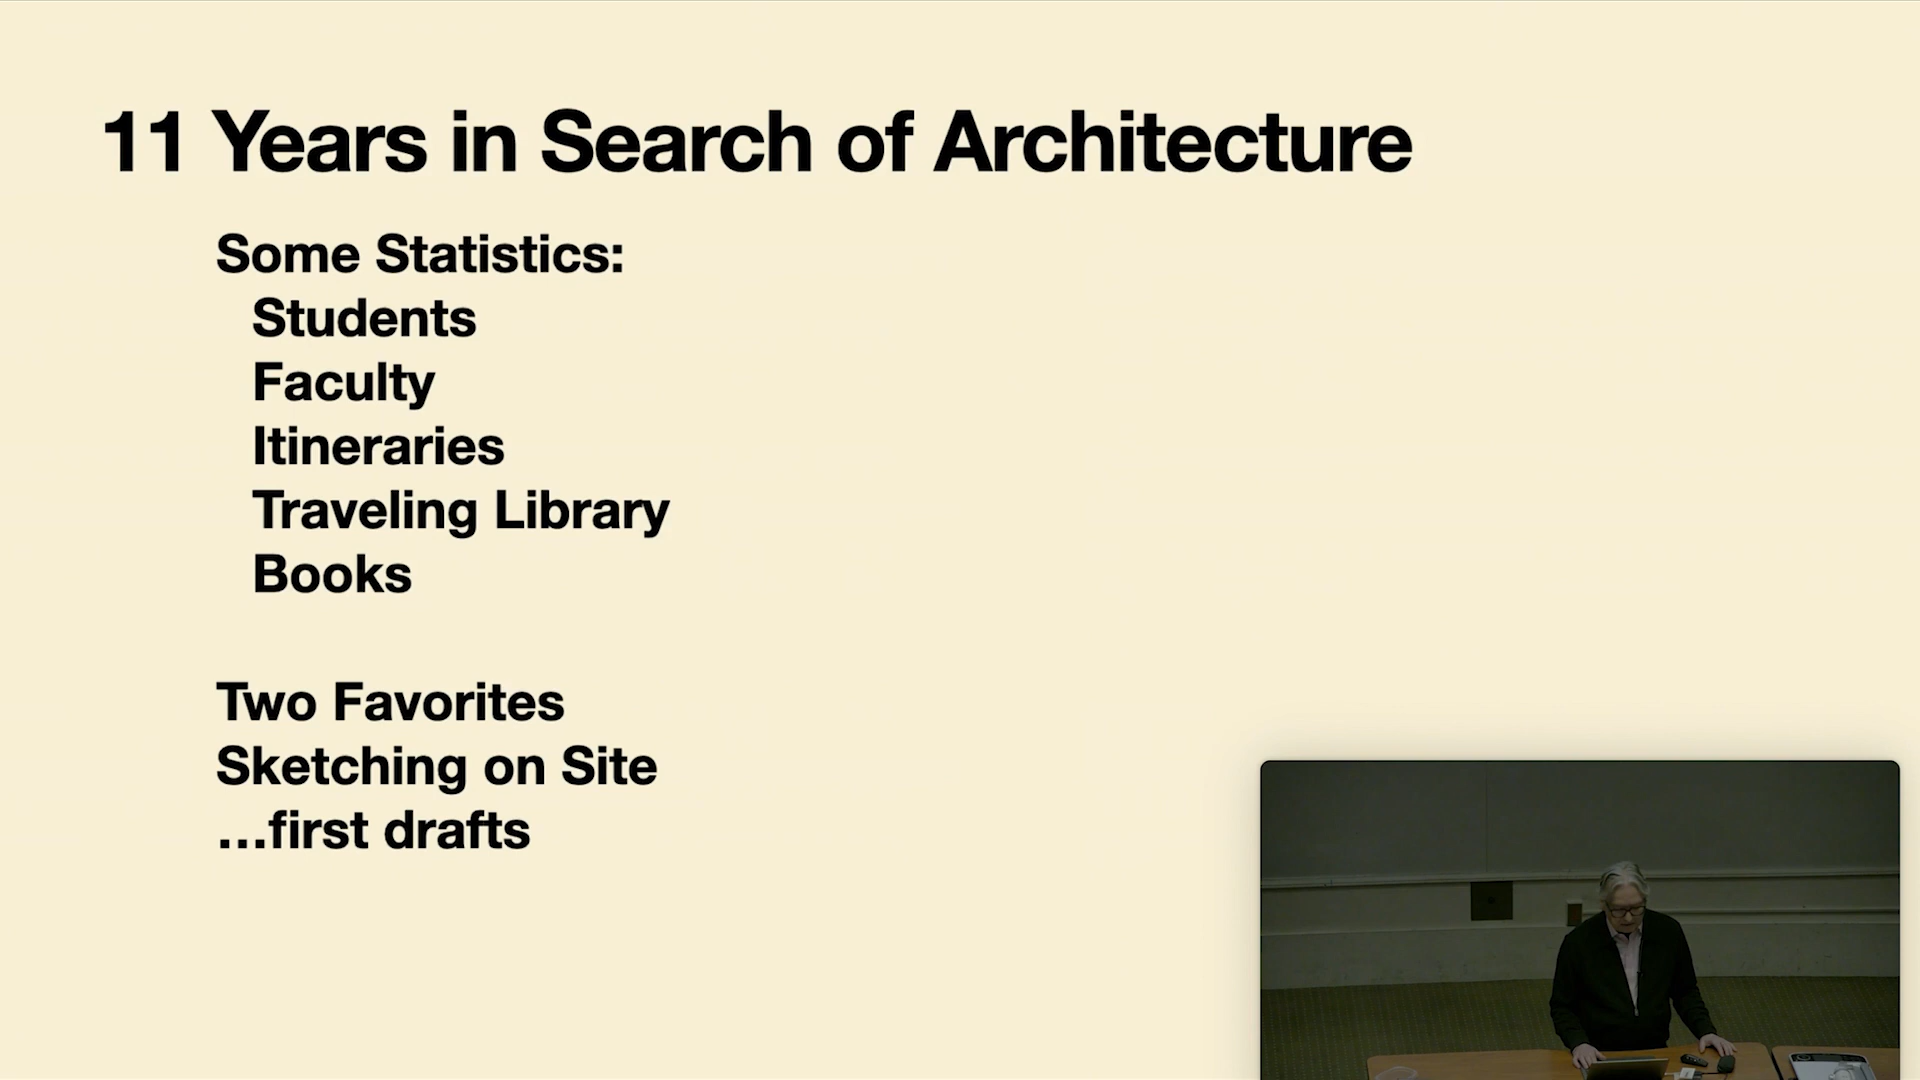 11 Years in Search of Architecture
Some Statistics:
Students
Faculty
Itineraries
Traveling Library
Books
Two Favorites
Sketching on Site
…first drafts